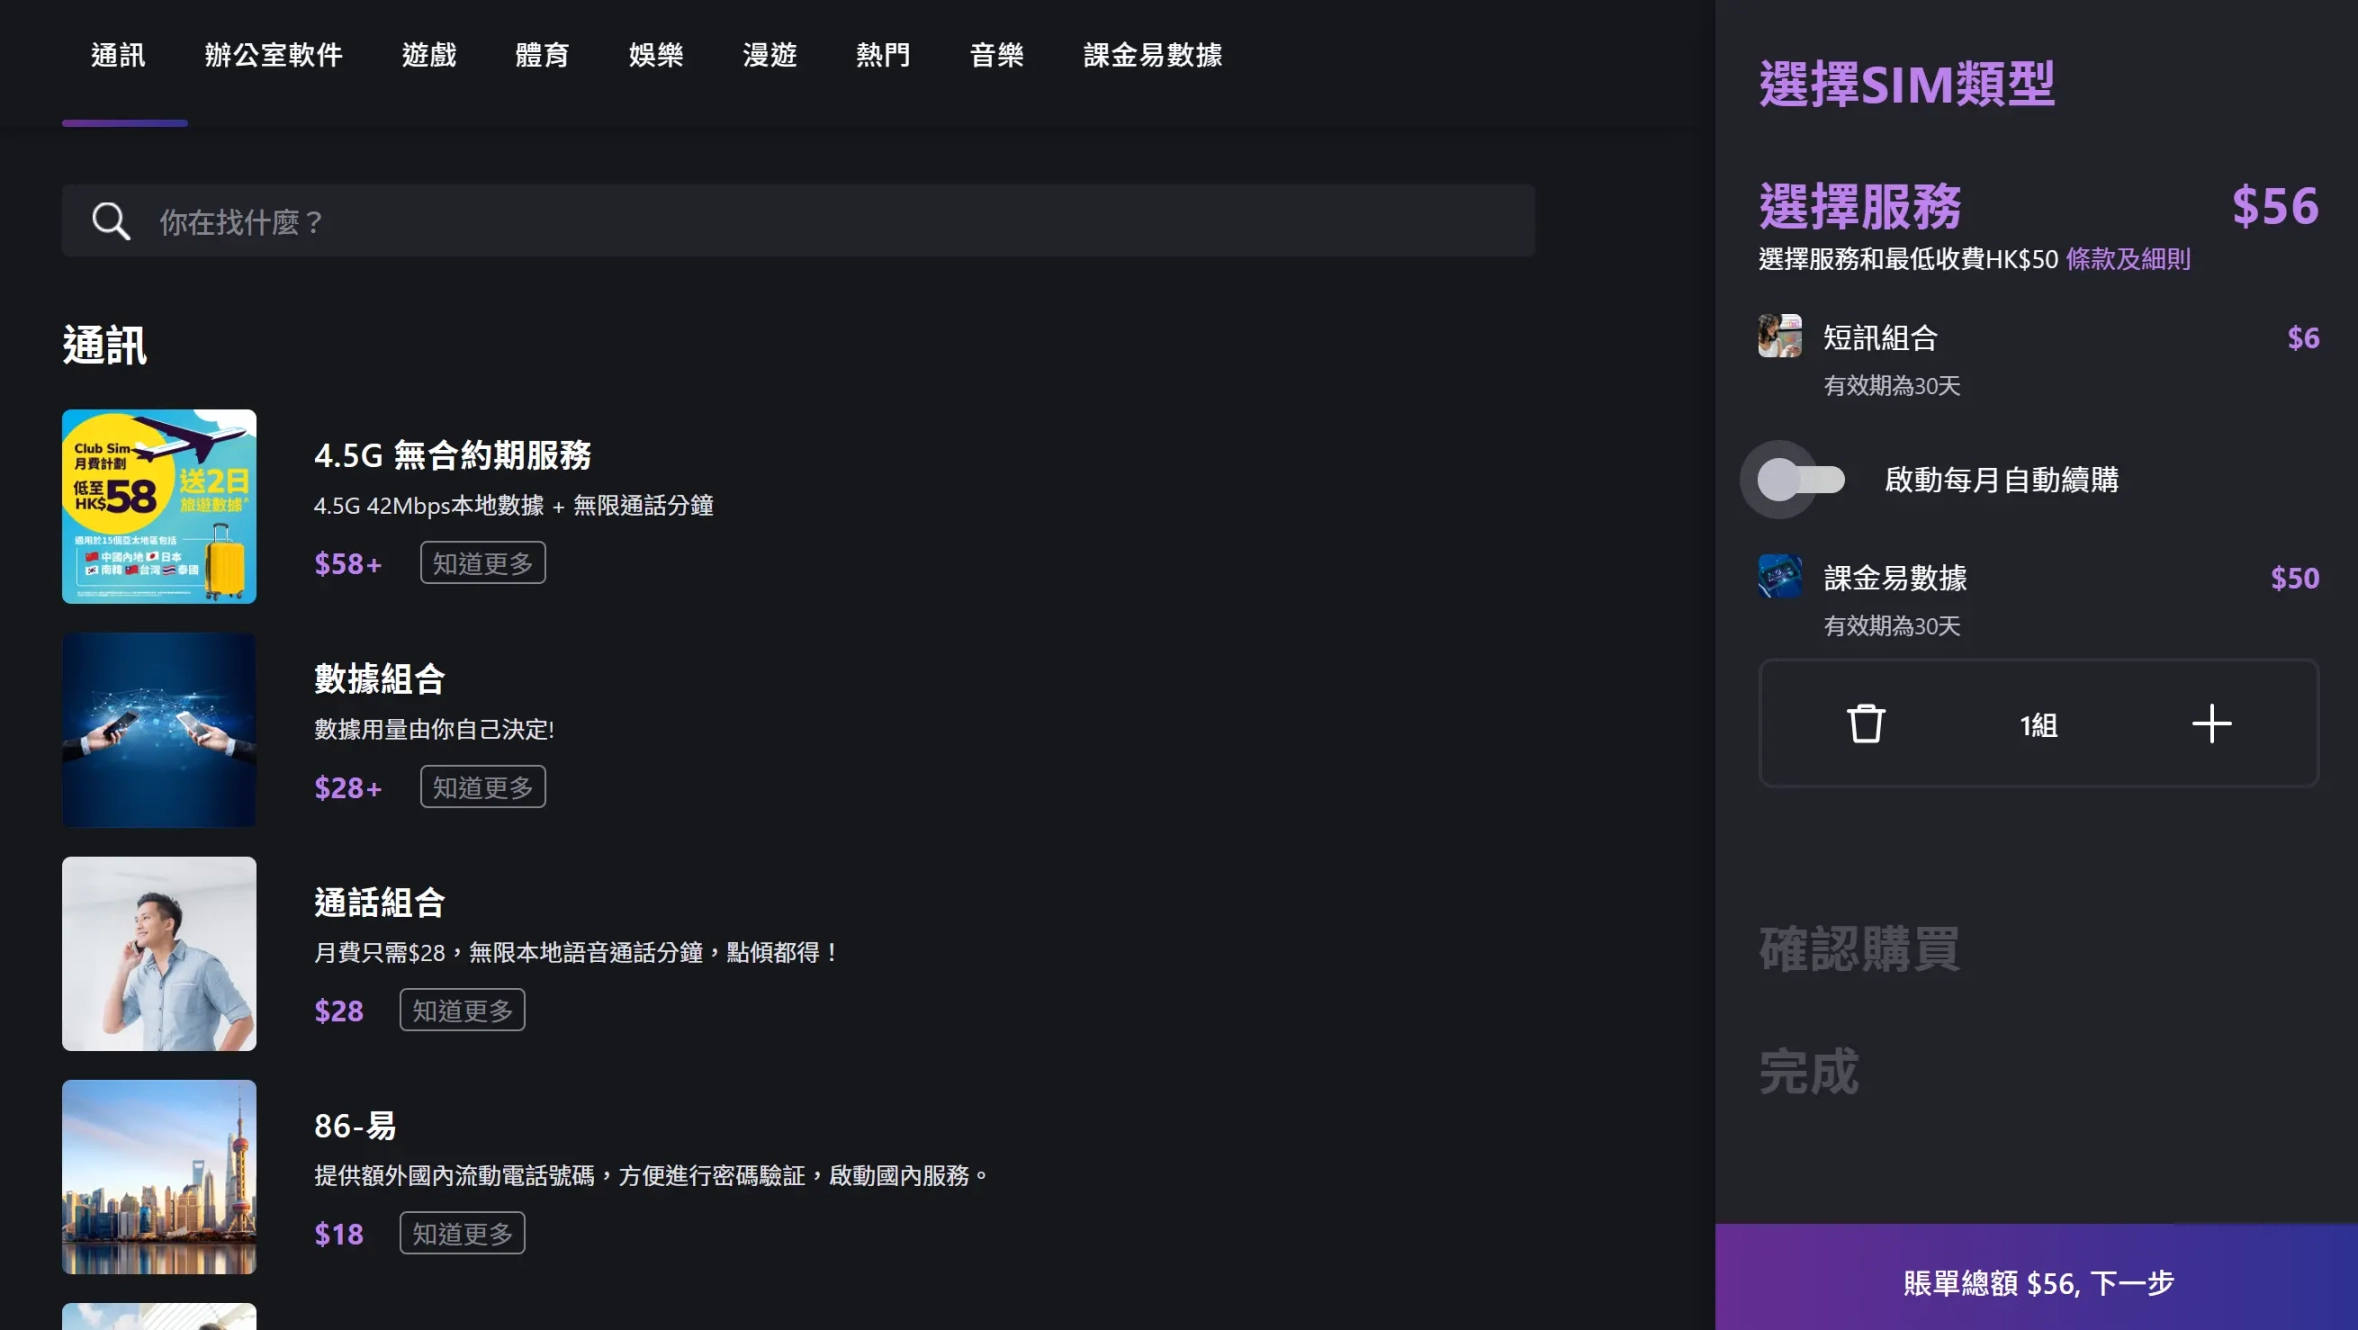 通訊
辦公室軟件
遊戲
體育
娛樂
漫遊
熱門
音樂
課金易數據
你在找什麼？
通訊
Club Sim
月費計劃
低至
HK$58
送2日
旅遊數據^
適用於15個亞太地區包括
中國內地 日本
南韓 台灣 泰國
4.5G 無合約期服務
4.5G 42Mbps本地數據 + 無限通話分鐘
$58+
知道更多
數據組合
數據用量由你自己決定!
$28+
知道更多
通話組合
月費只需$28，無限本地語音通話分鐘，點傾都得！
$28
知道更多
86-易
提供額外國內流動電話號碼，方便進行密碼驗証，啟動國內服務。
$18
知道更多
選擇SIM類型
選擇服務
$56
選擇服務和最低收費HK$50 條款及細則
短訊組合
$6
有效期為30天
啟動每月自動續購
課金易數據
$50
有效期為30天
1組
確認購買
完成
賬單總額 $56, 下一步